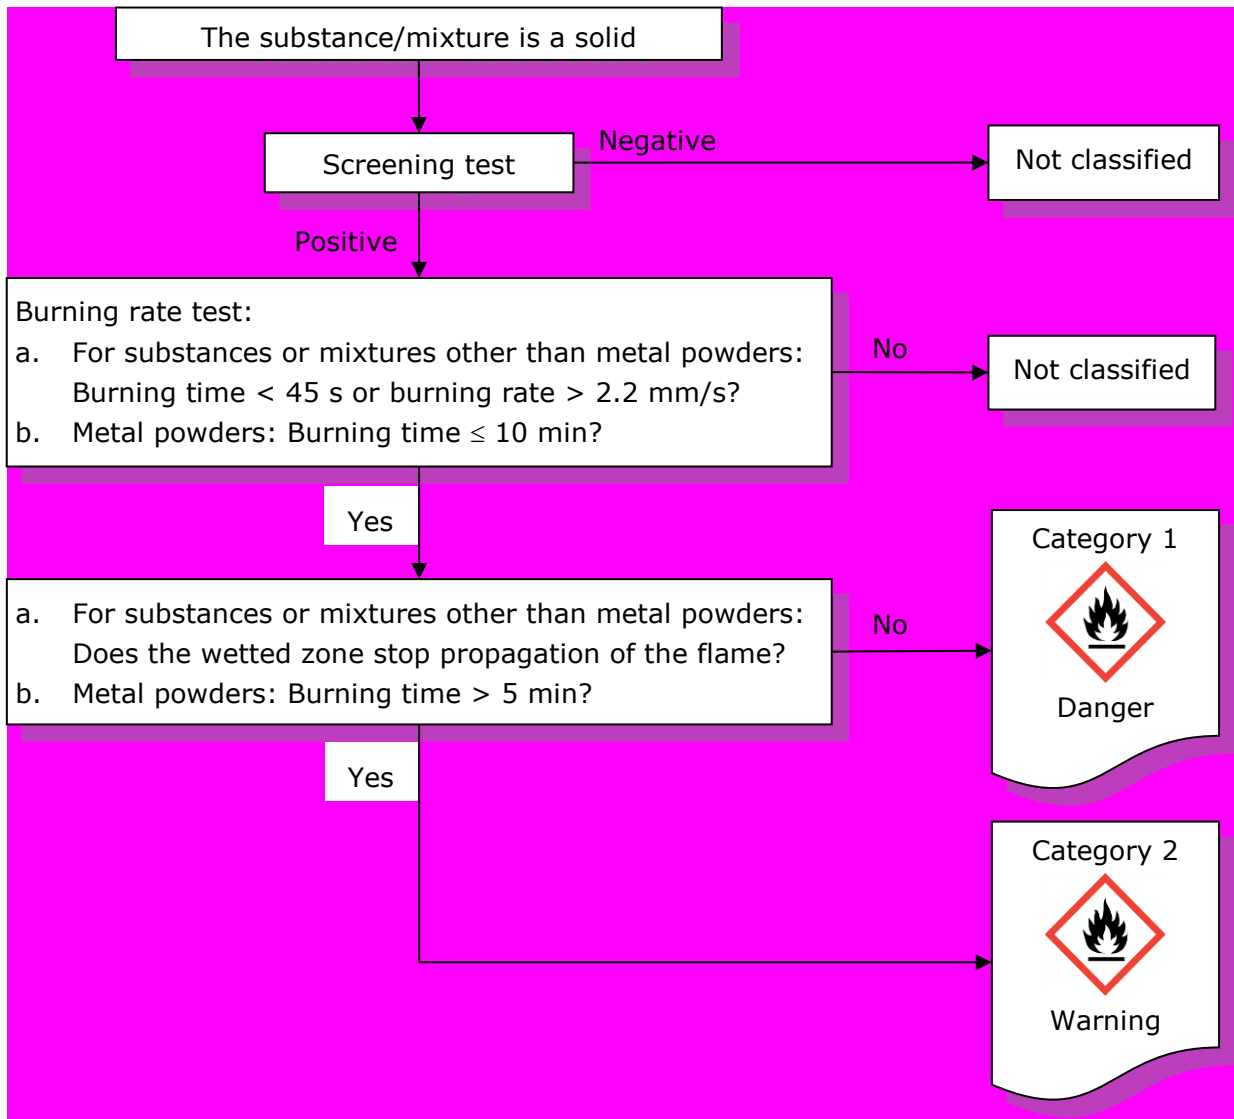 The substance/mixture is a solid
Negative
Screening test
Not classified
Positive
Burning rate test:
a. For substances or mixtures other than metal powders:
Burning time < 45 s or burning rate > 2.2 mm/s?
b. Metal powders: Burning time ≤ 10 min?
No
Not classified
Yes
a. For substances or mixtures other than metal powders:
Does the wetted zone stop propagation of the flame?
b. Metal powders: Burning time > 5 min?
No
Category 1
Danger
Yes
Category 2
Warning